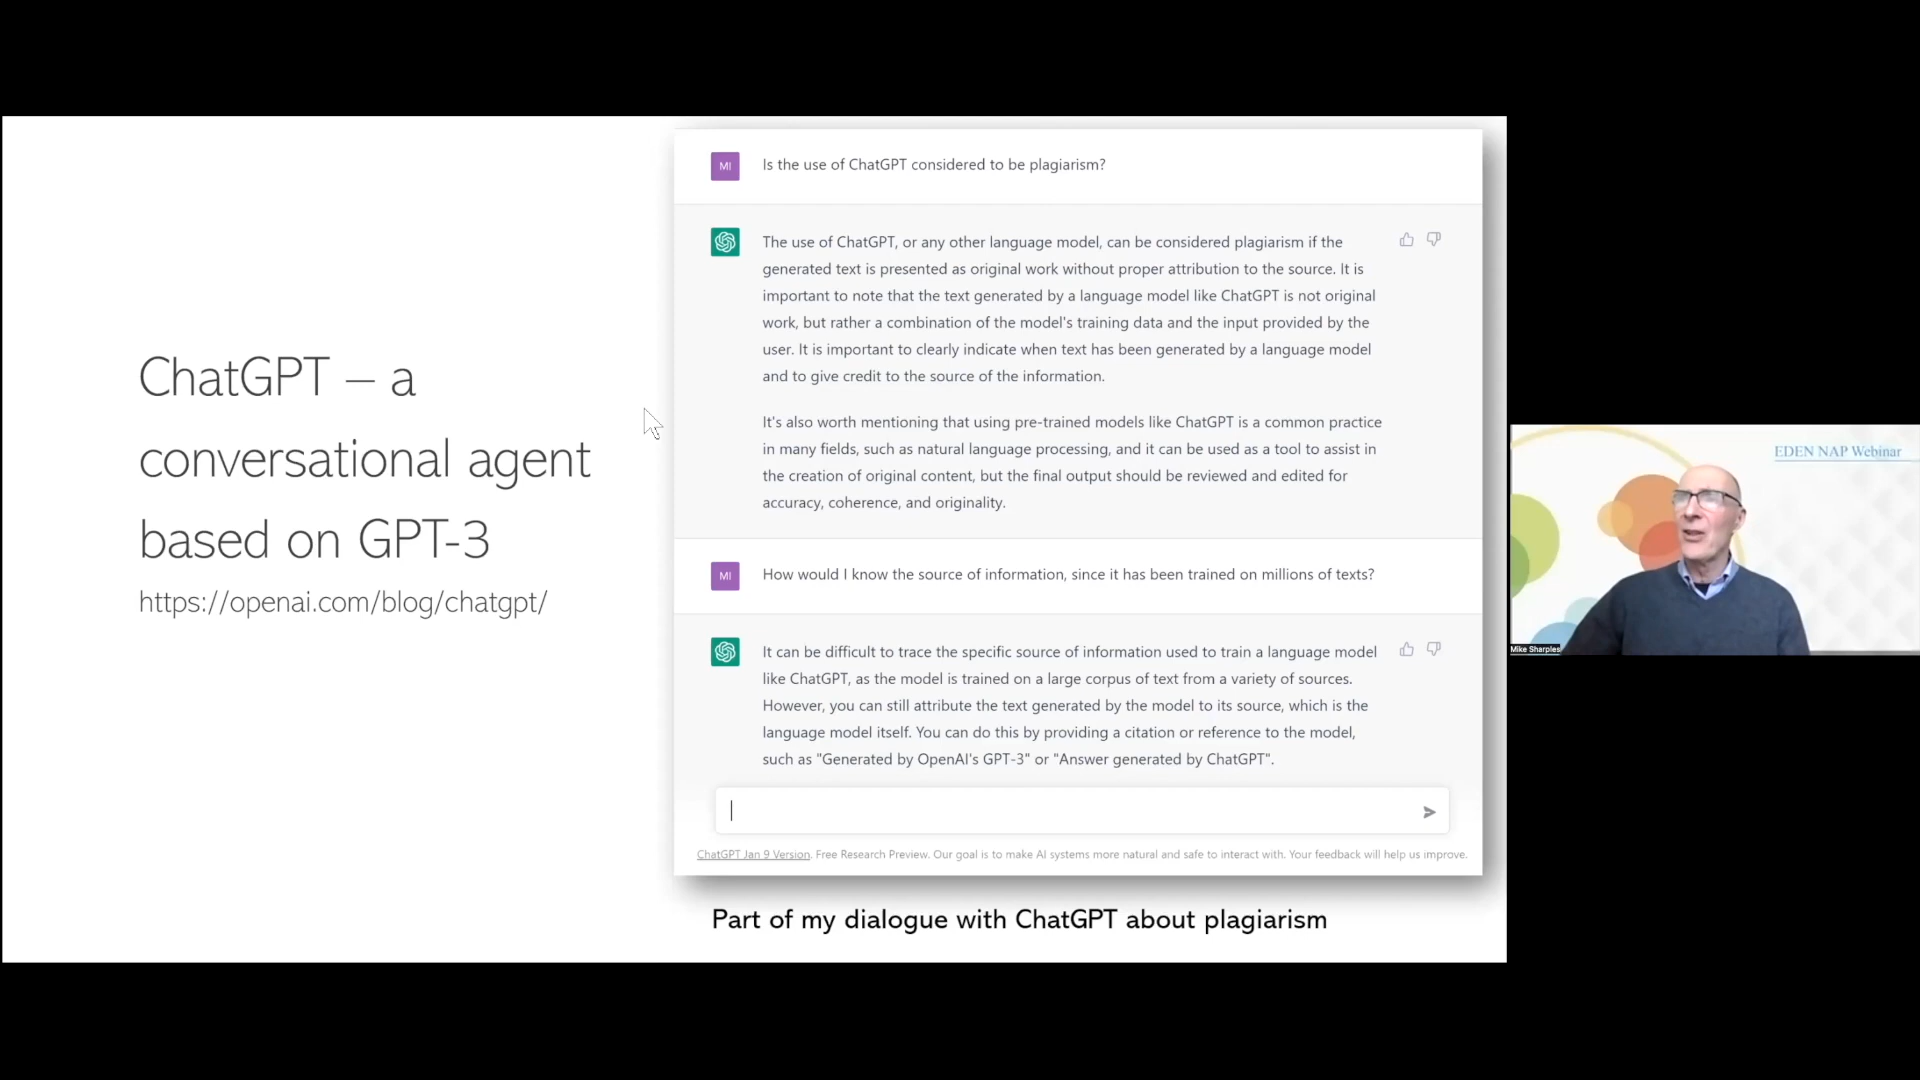 ChatGPT – a
conversational agent
based on GPT-3
https://openai.com/blog/chatgpt/
MI
Is the use of ChatGPT considered to be plagiarism?
The use of ChatGPT, or any other language model, can be considered plagiarism if the
generated text is presented as original work without proper attribution to the source. It is
important to note that the text generated by a language model like ChatGPT is not original
work, but rather a combination of the model's training data and the input provided by the
user. It is important to clearly indicate when text has been generated by a language model
and to give credit to the source of the information.
It's also worth mentioning that using pre-trained models like ChatGPT is a common practice
in many fields, such as natural language processing, and it can be used as a tool to assist in
the creation of original content, but the final output should be reviewed and edited for
accuracy, coherence, and originality.
MI
How would I know the source of information, since it has been trained on millions of texts?
It can be difficult to trace the specific source of information used to train a language model
like ChatGPT, as the model is trained on a large corpus of text from a variety of sources.
However, you can still attribute the text generated by the model to its source, which is the
language model itself. You can do this by providing a citation or reference to the model,
such as "Generated by OpenAI's GPT-3" or "Answer generated by ChatGPT".
ChatGPT Jan 9 Version. Free Research Preview. Our goal is to make AI systems more natural and safe to interact with. Your feedback will help us improve.
Part of my dialogue with ChatGPT about plagiarism
EDEN NAP Webinar
Mike Sharples